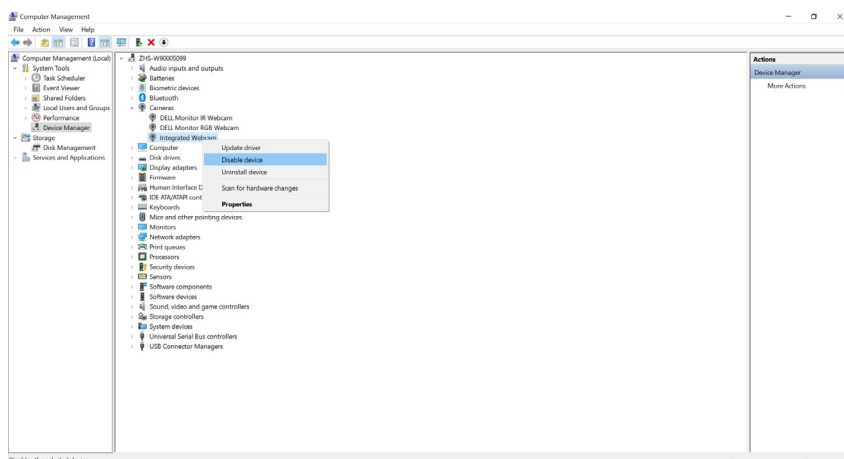 Computer Management
File Action View Help
Computer Management (Local)
System Tools
Task Scheduler
Event Viewer
Shared Folders
Local Users and Groups
Performance
Device Manager
Storage
Disk Management
Services and Applications
ZHS-W90005099
Audio inputs and outputs
Batteries
Biometric devices
Bluetooth
Cameras
DELL Monitor IR Webcam
DELL Monitor RGB Webcam
Integrated Webcam
Computer
Disk drives
Display adapters
Firmware
Human Interface D
IDE ATA/ATAPI cont
Keyboards
Mice and other pointing devices
Monitors
Network adapters
Print queues
Processors
Security devices
Sensors
Software components
Software devices
Sound, video and game controllers
Storage controllers
System devices
Universal Serial Bus controllers
USB Connector Managers
Update driver
Disable device
Uninstall device
Scan for hardware changes
Properties
Actions
Device Manager
More Actions